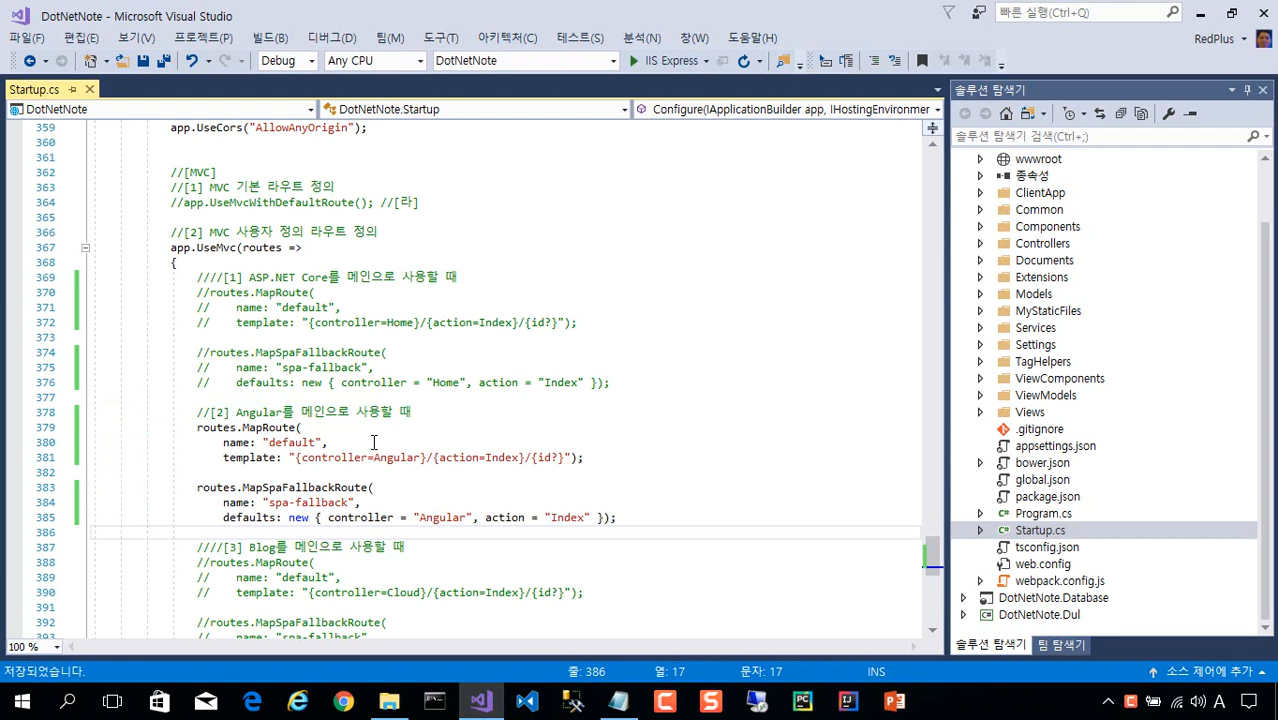 DotNetNote - Microsoft Visual Studio
빠른 실행(Ctrl+Q)
파일(F) 편집(E) 보기(V) 프로젝트(P) 빌드(B) 디버그(D) 팀(M) 도구(T) 아키텍처(C) 테스트(S) 분석(N) 창(W) 도움말(H)
RedPlus
Debug Any CPU DotNetNote IIS Express
Startup.cs
DotNetNote DotNetNote.Startup Configure(IApplicationBuilder app, IHostingEnvironmer
359 app.UseCors("AllowAnyOrigin");
360
361
362 //[MVC]
363 //[1] MVC 기본 라우트 정의
364 //app.UseMvcWithDefaultRoute(); //[라]
365
366 //[2] MVC 사용자 정의 라우트 정의
367 app.UseMvc(routes =>
368 {
369 ////[1] ASP.NET Core를 메인으로 사용할 때
370 //routes.MapRoute(
371 // name: "default",
372 // template: "{controller=Home}/{action=Index}/{id?}");
373
374 //routes.MapSpaFallbackRoute(
375 // name: "spa-fallback",
376 // defaults: new { controller = "Home", action = "Index" });
377
378 //[2] Angular를 메인으로 사용할 때
379 routes.MapRoute(
380 name: "default",
381 template: "{controller=Angular}/{action=Index}/{id?}");
382
383 routes.MapSpaFallbackRoute(
384 name: "spa-fallback",
385 defaults: new { controller = "Angular", action = "Index" });
386
387 ////[3] Blog를 메인으로 사용할 때
388 //routes.MapRoute(
389 // name: "default",
390 // template: "{controller=Cloud}/{action=Index}/{id?}");
391
392 //routes.MapSpaFallbackRoute(
393 // name: "spa-fallback"
100 %
솔루션 탐색기
솔루션 탐색기 검색(Ctrl+;)
wwwroot
종속성
ClientApp
Common
Components
Controllers
Documents
Extensions
Models
MyStaticFiles
Services
Settings
TagHelpers
ViewComponents
ViewModels
Views
.gitignore
appsettings.json
bower.json
global.json
package.json
Program.cs
Startup.cs
tsconfig.json
web.config
webpack.config.js
DotNetNote.Database
DotNetNote.Dul
솔루션 탐색기 팀 탐색기
저장되었습니다. 줄: 386 열: 17 문자: 17 INS 소스 제어에 추가
A